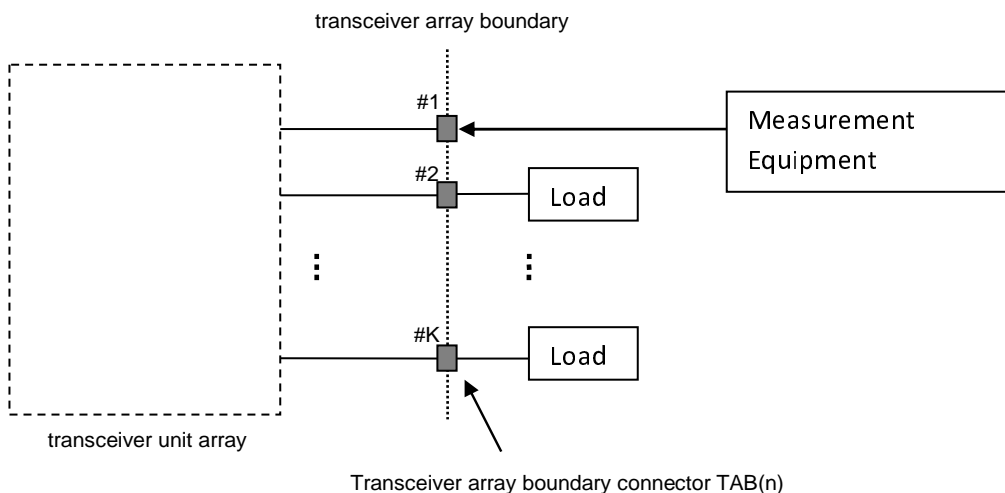 transceiver array boundary
#1
Measurement
Equipment
#2
Load
#K
Load
transceiver unit array
Transceiver array boundary connector TAB(n)